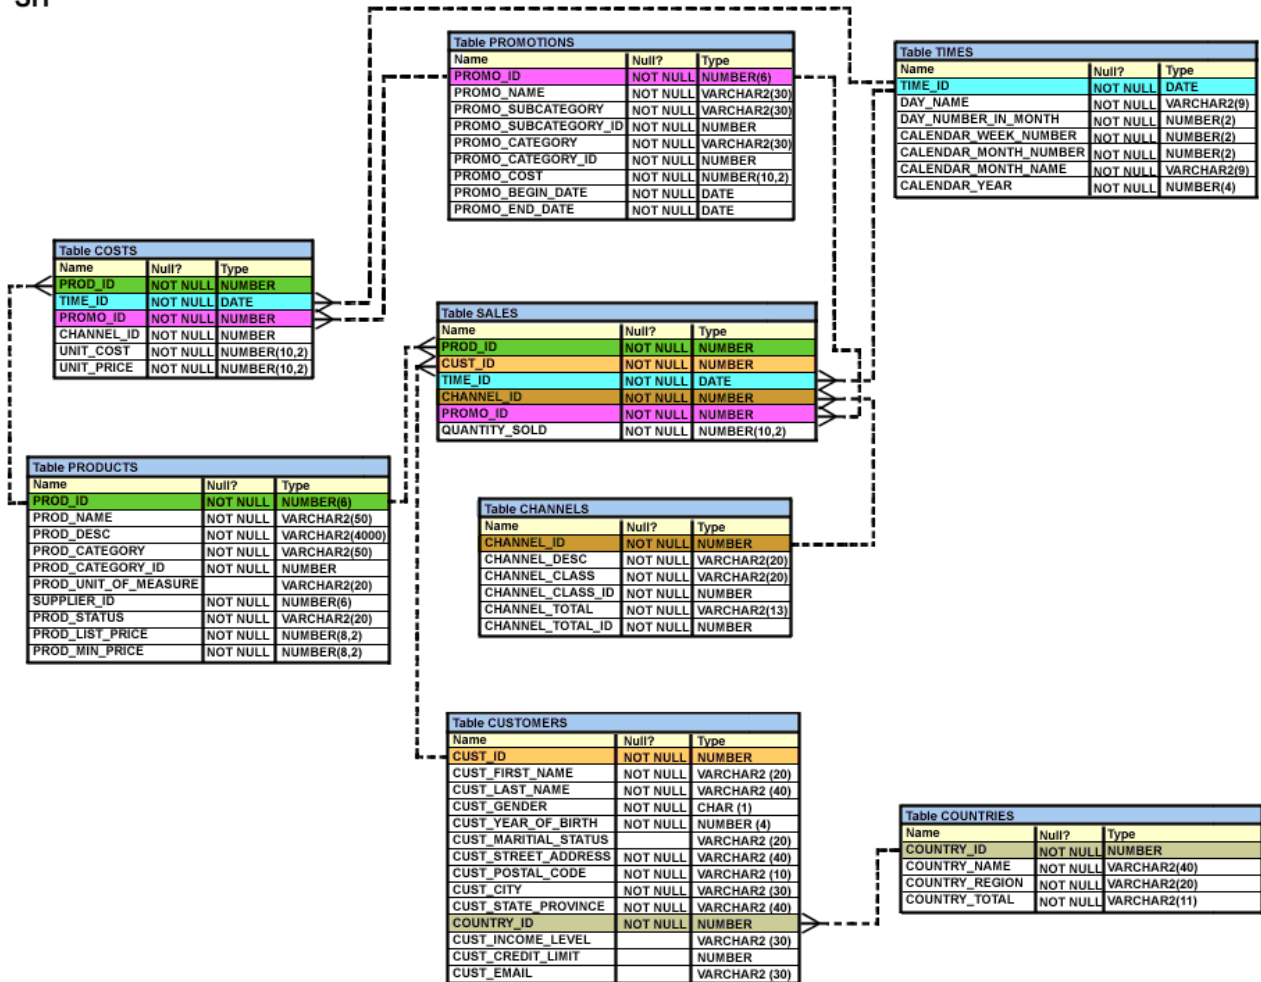 SH
Table PROMOTIONS
Name Null? Type
PROMO_ID NOT NULL NUMBER(6)
PROMO_NAME NOT NULL VARCHAR2(30)
PROMO_SUBCATEGORY NOT NULL VARCHAR2(30)
PROMO_SUBCATEGORY_ID NOT NULL NUMBER
PROMO_CATEGORY NOT NULL VARCHAR2(30)
PROMO_CATEGORY_ID NOT NULL NUMBER
PROMO_COST NOT NULL NUMBER(10,2)
PROMO_BEGIN_DATE NOT NULL DATE
PROMO_END_DATE NOT NULL DATE
Table TIMES
Name Null? Type
TIME_ID NOT NULL DATE
DAY_NAME NOT NULL VARCHAR2(9)
DAY_NUMBER_IN_MONTH NOT NULL NUMBER(2)
CALENDAR_WEEK_NUMBER NOT NULL NUMBER(2)
CALENDAR_MONTH_NUMBER NOT NULL NUMBER(2)
CALENDAR_MONTH_NAME NOT NULL VARCHAR2(9)
CALENDAR_YEAR NOT NULL NUMBER(4)
Table COSTS
Name Null? Type
PROD_ID NOT NULL NUMBER
TIME_ID NOT NULL DATE
PROMO_ID NOT NULL NUMBER
CHANNEL_ID NOT NULL NUMBER
UNIT_COST NOT NULL NUMBER(10,2)
UNIT_PRICE NOT NULL NUMBER(10,2)
Table SALES
Name Null? Type
PROD_ID NOT NULL NUMBER
CUST_ID NOT NULL NUMBER
TIME_ID NOT NULL DATE
CHANNEL_ID NOT NULL NUMBER
PROMO_ID NOT NULL NUMBER
QUANTITY_SOLD NOT NULL NUMBER(10,2)
Table PRODUCTS
Name Null? Type
PROD_ID NOT NULL NUMBER(6)
PROD_NAME NOT NULL VARCHAR2(50)
PROD_DESC NOT NULL VARCHAR2(4000)
PROD_CATEGORY NOT NULL VARCHAR2(50)
PROD_CATEGORY_ID NOT NULL NUMBER
PROD_UNIT_OF_MEASURE VARCHAR2(20)
SUPPLIER_ID NOT NULL NUMBER(6)
PROD_STATUS NOT NULL VARCHAR2(20)
PROD_LIST_PRICE NOT NULL NUMBER(8,2)
PROD_MIN_PRICE NOT NULL NUMBER(8,2)
Table CHANNELS
Name Null? Type
CHANNEL_ID NOT NULL NUMBER
CHANNEL_DESC NOT NULL VARCHAR2(20)
CHANNEL_CLASS NOT NULL VARCHAR2(20)
CHANNEL_CLASS_ID NOT NULL NUMBER
CHANNEL_TOTAL NOT NULL VARCHAR2(13)
CHANNEL_TOTAL_ID NOT NULL NUMBER
Table CUSTOMERS
Name Null? Type
CUST_ID NOT NULL NUMBER
CUST_FIRST_NAME NOT NULL VARCHAR2 (20)
CUST_LAST_NAME NOT NULL VARCHAR2 (40)
CUST_GENDER NOT NULL CHAR (1)
CUST_YEAR_OF_BIRTH NOT NULL NUMBER (4)
CUST_MARITIAL_STATUS VARCHAR2 (20)
CUST_STREET_ADDRESS NOT NULL VARCHAR2 (40)
CUST_POSTAL_CODE NOT NULL VARCHAR2 (10)
CUST_CITY NOT NULL VARCHAR2 (30)
CUST_STATE_PROVINCE NOT NULL VARCHAR2 (40)
COUNTRY_ID NOT NULL NUMBER
CUST_INCOME_LEVEL VARCHAR2 (30)
CUST_CREDIT_LIMIT NUMBER
CUST_EMAIL VARCHAR2 (30)
Table COUNTRIES
Name Null? Type
COUNTRY_ID NOT NULL NUMBER
COUNTRY_NAME NOT NULL VARCHAR2(40)
COUNTRY_REGION NOT NULL VARCHAR2(20)
COUNTRY_TOTAL NOT NULL VARCHAR2(11)